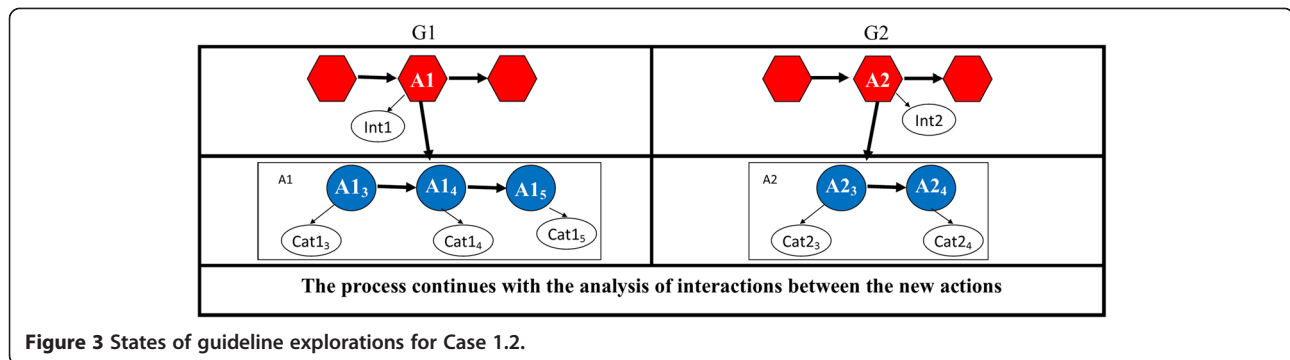 G1 G2
A1 A2
Int1 Int2
A1 A1₃ A1₄ A1₅ A2 A2₃ A2₄
Cat1₃ Cat1₄ Cat1₅ Cat2₃ Cat2₄
The process continues with the analysis of interactions between the new actions
Figure 3 States of guideline explorations for Case 1.2.